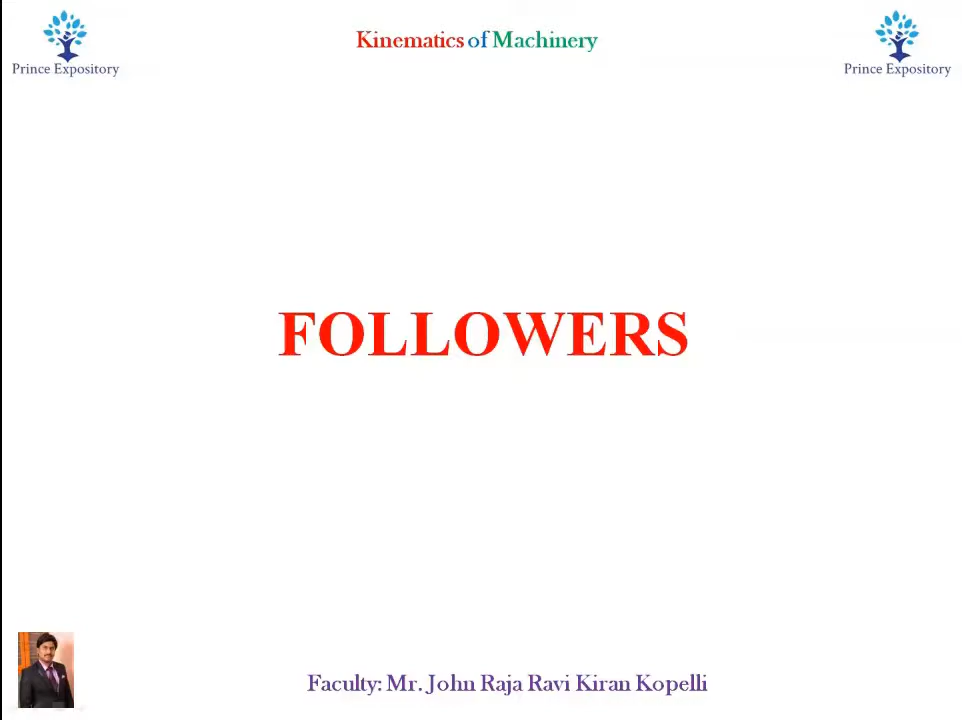 Kinematics of Machinery
Prince Expository
Prince Expository
FOLLOWERS
Faculty: Mr. John Raja Ravi Kiran Kopelli